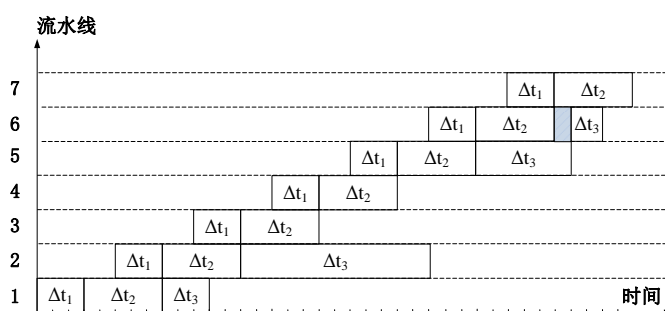 流水线
7 Δt₁ Δt₂
6 Δt₁ Δt₂ Δt₃
5 Δt₁ Δt₂ Δt₃
4 Δt₁ Δt₂
3 Δt₁ Δt₂
2 Δt₁ Δt₂ Δt₃
1 Δt₁ Δt₂ Δt₃ 时间